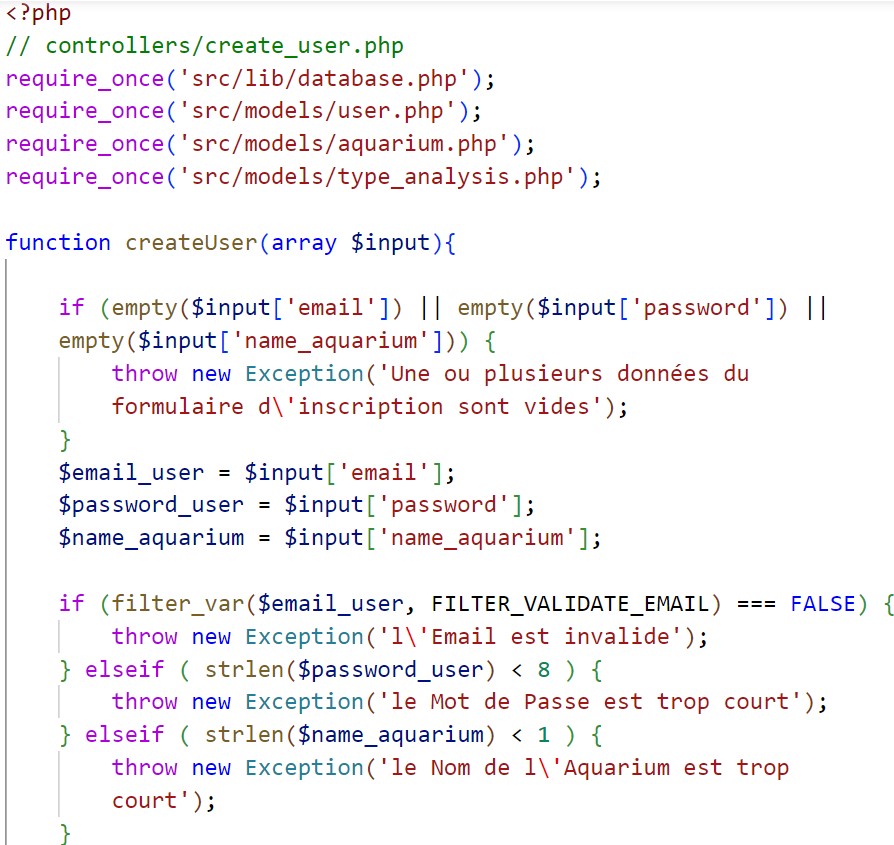 <?php
// controllers/create_user.php
require_once('src/lib/database.php');
require_once('src/models/user.php');
require_once('src/models/aquarium.php');
require_once('src/models/type_analysis.php');
function createUser(array $input){
if (empty($input['email']) || empty($input['password']) ||
empty($input['name_aquarium'])) {
throw new Exception('Une ou plusieurs données du
formulaire d\'inscription sont vides');
}
$email_user = $input['email'];
$password_user = $input['password'];
$name_aquarium = $input['name_aquarium'];
if (filter_var($email_user, FILTER_VALIDATE_EMAIL) === FALSE) {
throw new Exception('l\'Email est invalide');
} elseif ( strlen($password_user) < 8 ) {
throw new Exception('le Mot de Passe est trop court');
} elseif ( strlen($name_aquarium) < 1 ) {
throw new Exception('le Nom de l\'Aquarium est trop
court');
}